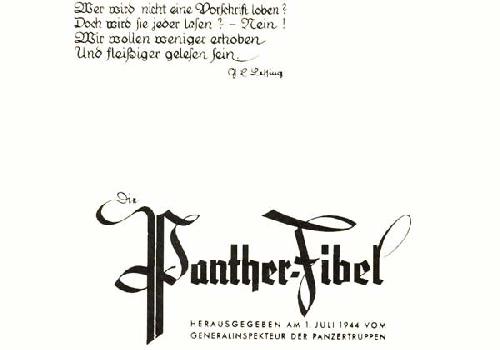 Wer wird nicht eine Vorschrift loben?
Doch wird sie jeder lesen? - Nein!
Wir wollen weniger erhoben
Und fleißiger gelesen sein.
G. E. Lessing
Die
Panther-Fibel
HERAUSGEGEBEN AM 1. JULI 1944 VOM
GENERALINSPEKTEUR DER PANZERTRUPPEN